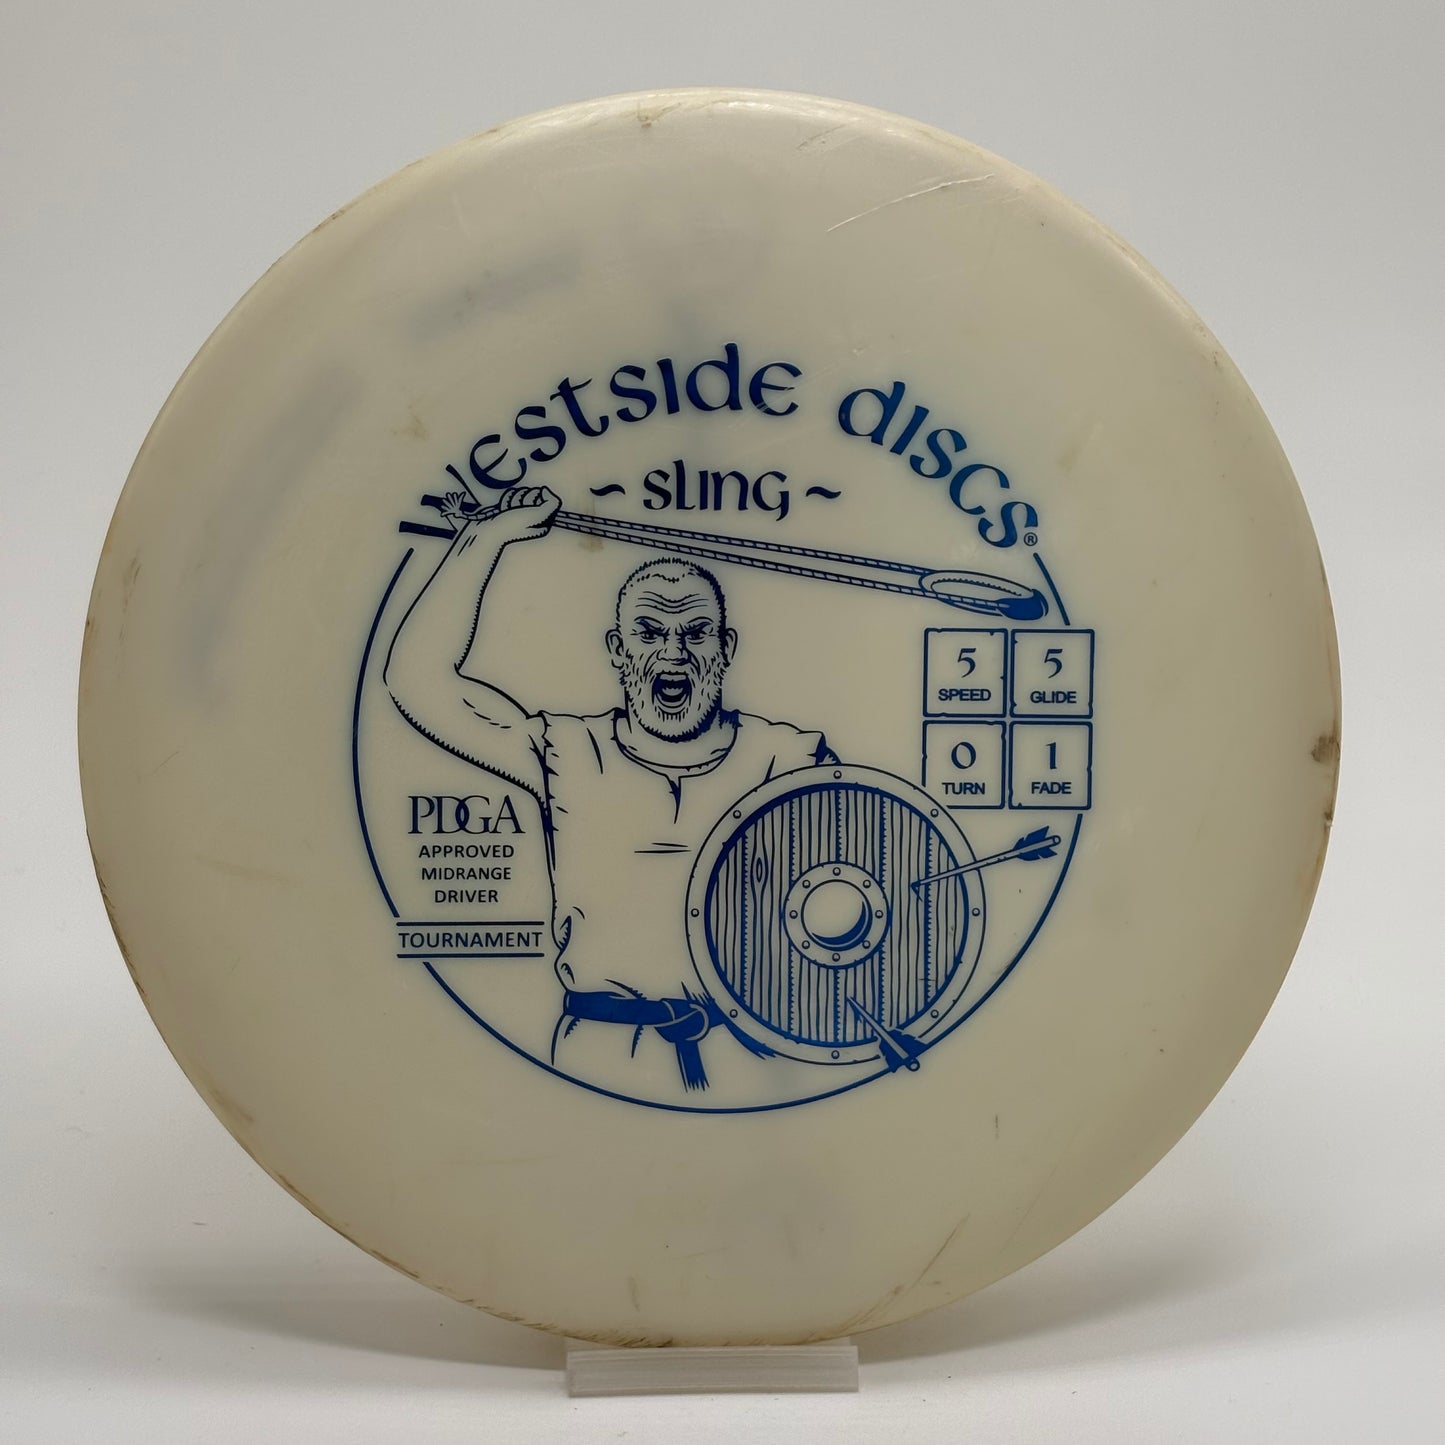 Westside Discs®
~ Sling ~
5 SPEED
5 GLIDE
0 TURN
1 FADE
PDGA
APPROVED
MIDRANGE
DRIVER
TOURNAMENT